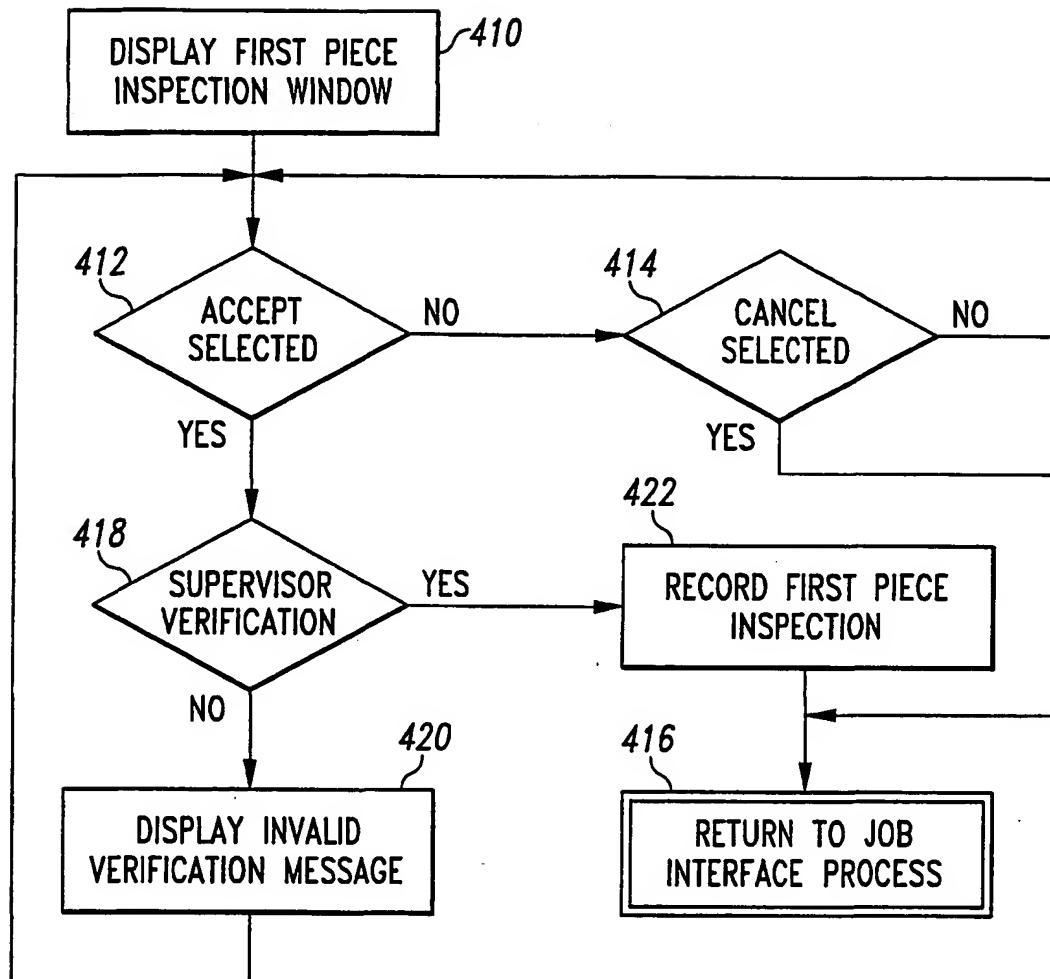 DISPLAY FIRST PIECE
INSPECTION WINDOW
410
412
ACCEPT
SELECTED
NO
YES
414
CANCEL
SELECTED
NO
YES
418
SUPERVISOR
VERIFICATION
YES
NO
422
RECORD FIRST PIECE
INSPECTION
420
DISPLAY INVALID
VERIFICATION MESSAGE
416
RETURN TO JOB
INTERFACE PROCESS